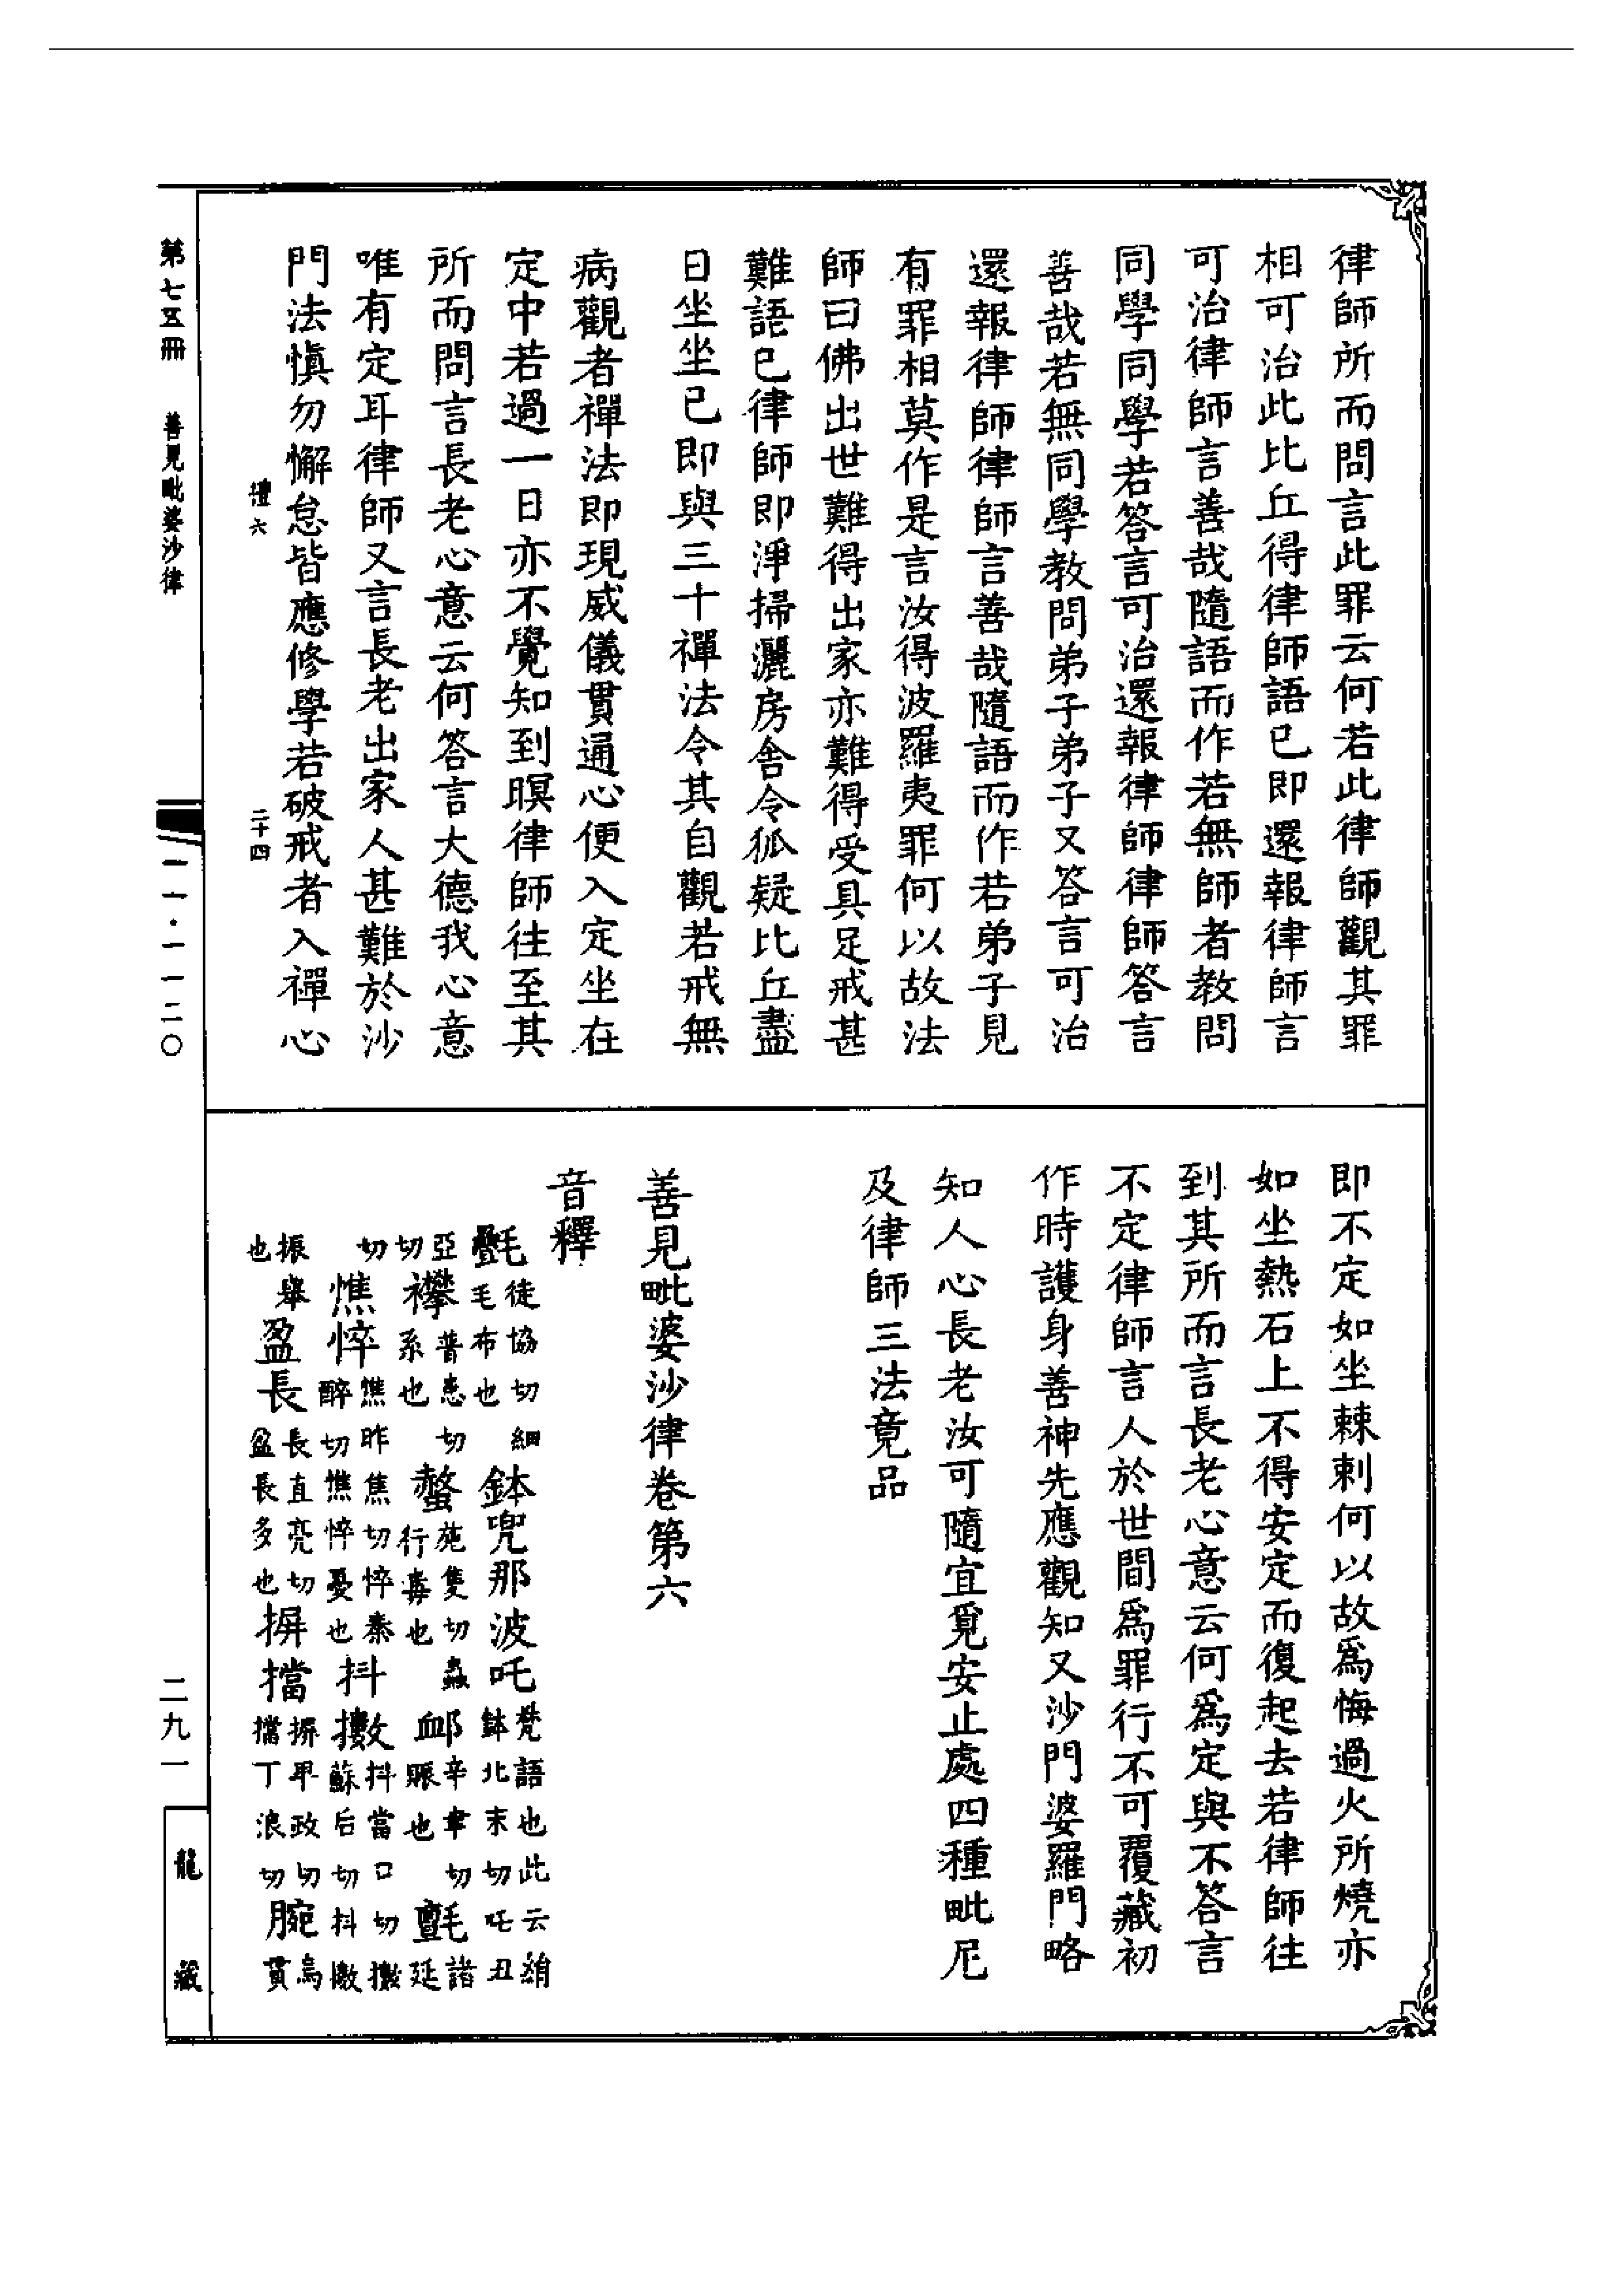 律師所而問言此罪云何若此律師觀其罪
相可治此比丘得律師語已即還報律師言
可治律師言善哉隨語而作若無師者教問
同學同學若答言可治還報律師律師答言
善哉若無同學教問弟子弟子又答言可治
還報律師律師言善哉隨語而作若弟子見
有罪相莫作是言汝得波羅夷罪何以故法
師曰佛出世難得出家亦難得受具足戒甚
難語已律師即淨掃灑房舍令狐疑比丘盡
日坐坐已即與三十禪法令其自觀若戒無
病觀者禪法即現威儀貫通心便入定坐在
定中若過一日亦不覺知到暝律師往至其
所而問言長老心意云何答言大德我心意
唯有定耳律師又言長老出家人甚難於沙
門法慎勿懈怠皆應修學若破戒者入禪心
禮六
二十四
即不定如坐棘刺何以故爲悔過火所燒亦
如坐熱石上不得安定而復起去若律師往
到其所而言長老心意云何爲定與不答言
不定律師言人於世間爲罪行不可覆藏初
作時護身善神先應觀知又沙門婆羅門略
知人心長老汝可隨宜覓安止處四種毗尼
及律師三法竟品
善見毗婆沙律卷第六
音釋
氎徒協切細毛布也
鉢兜那波吒梵語也此云絹鉢北末切吒丑亞切
襻普患切系也
螫施隻切蟲行毒也
卹辛聿切賑也
氈諸延切
憔悴憔昨焦切悴秦醉切憔悴憂也
抖擻抖當口切擻蘇后切抖擻振舉也
盈長長直亮切盈長多也
摒擋摒畀政切擋丁浪切
腕烏貫
第七五冊
善見毗婆沙律
一一·一一二〇
二九一
龍藏